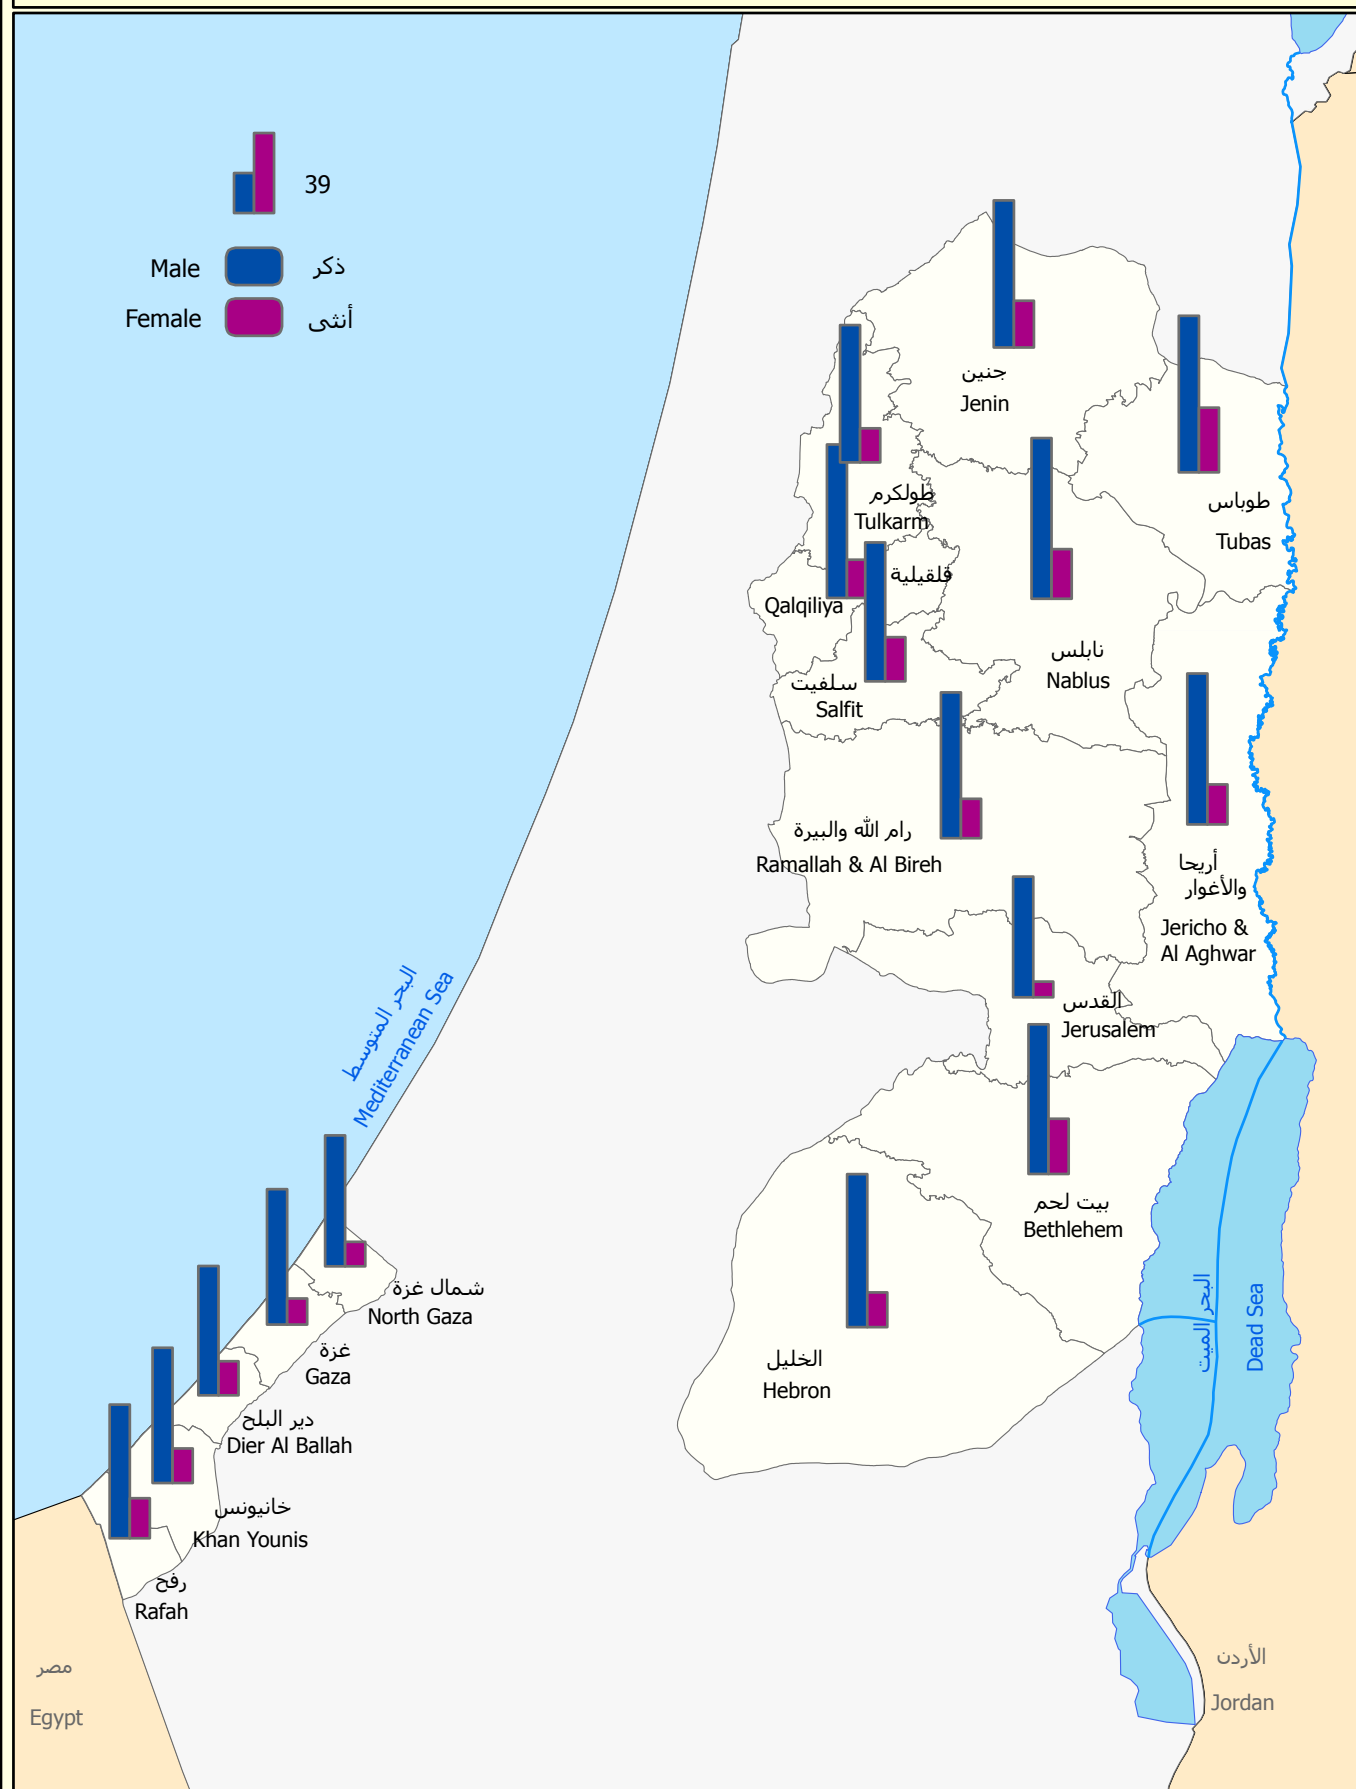 39
Male ذكر
Female أنثى
جنين
Jenin
طوباس
Tubas
طولكرم
Tulkarm
قلقيلية
Qalqiliya
نابلس
Nablus
سلفيت
Salfit
رام الله والبيرة
Ramallah & Al Bireh
أريحا
والأغوار
Jericho &
Al Aghwar
القدس
Jerusalem
البحر المتوسط
Mediterranean Sea
بيت لحم
Bethlehem
شمال غزة
North Gaza
غزة
Gaza
الخليل
Hebron
البحر الميت
Dead Sea
دير البلح
Dier Al Ballah
خانيونس
Khan Younis
رفح
Rafah
مصر
Egypt
الأردن
Jordan